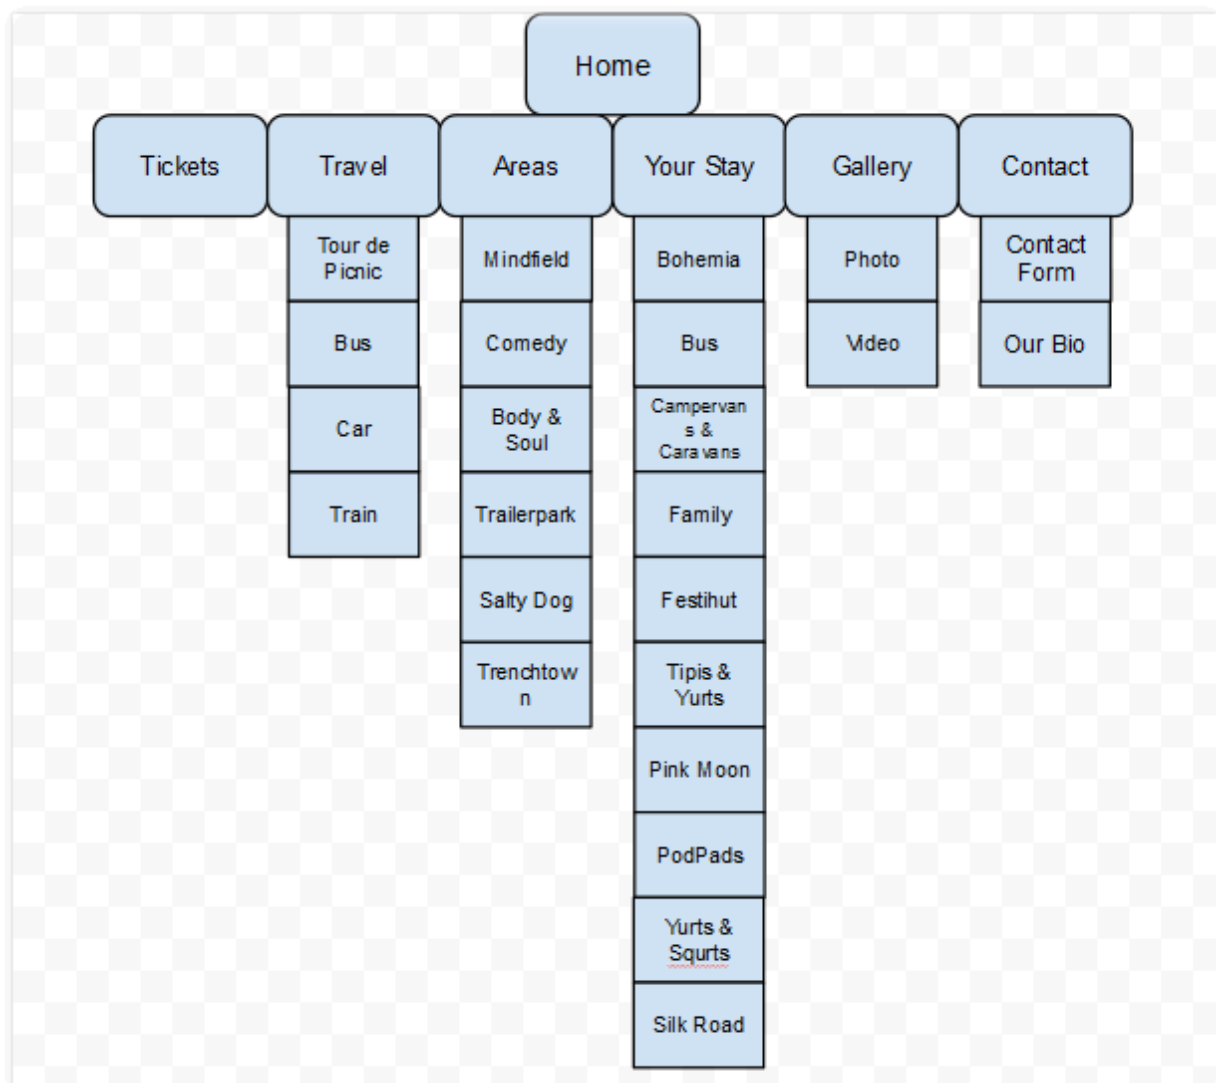 Home
Tickets
Travel
Areas
Your Stay
Gallery
Contact
Tour de
Picnic
Bus
Car
Train
Mindfield
Comedy
Body &
Soul
Trailerpark
Salty Dog
Trenchtow
n
Bohemia
Bus
Campervan
s &
Caravans
Family
Festihut
Tipis &
Yurts
Pink Moon
PodPads
Yurts &
Squrts
Silk Road
Photo
Video
Contact
Form
Our Bio